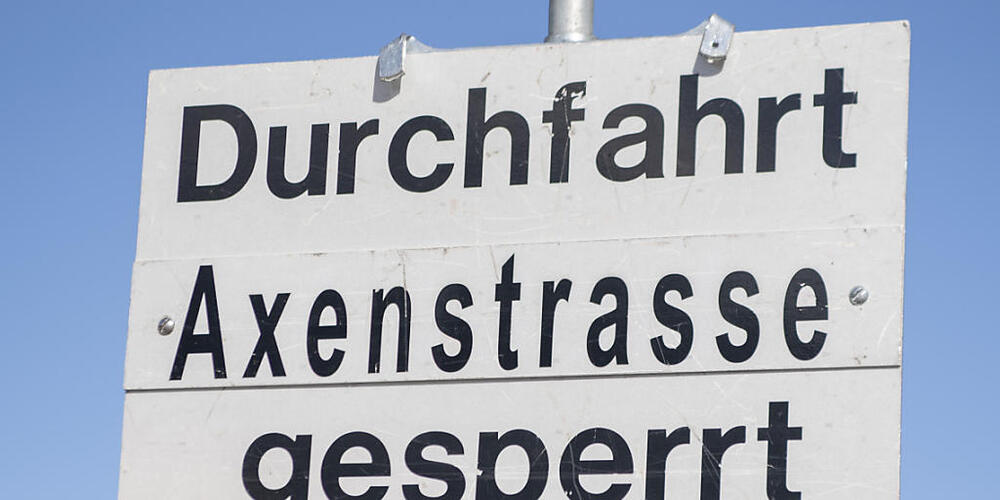 Durchfahrt
Axenstrasse
gesperrt